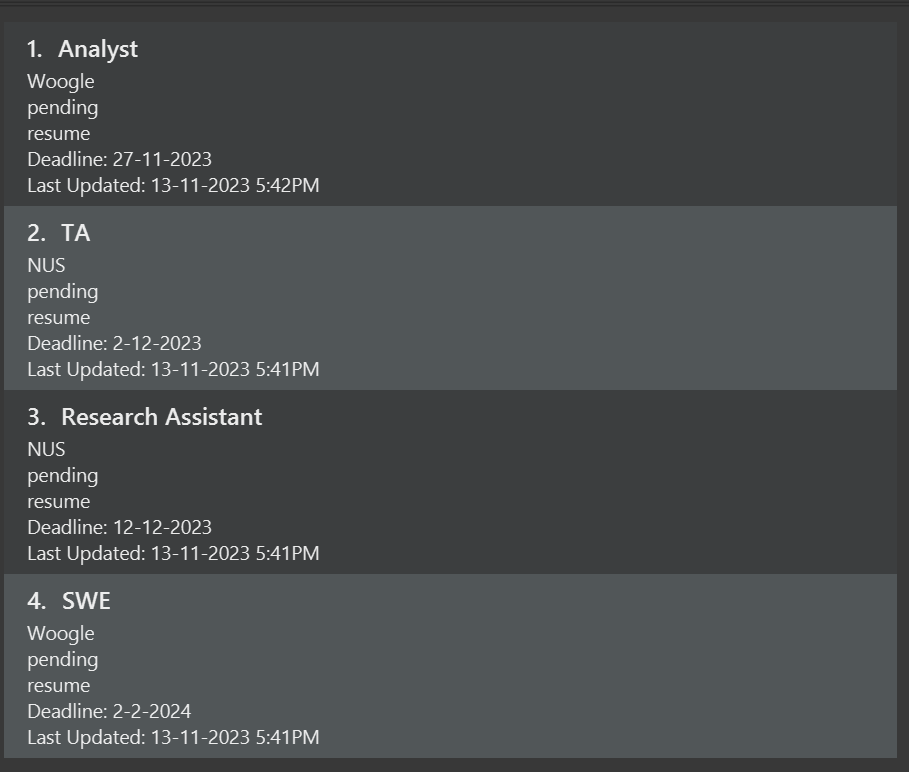 1. Analyst
Woogle
pending
resume
Deadline: 27-11-2023
Last Updated: 13-11-2023 5:42PM
2. TA
NUS
pending
resume
Deadline: 2-12-2023
Last Updated: 13-11-2023 5:41PM
3. Research Assistant
NUS
pending
resume
Deadline: 12-12-2023
Last Updated: 13-11-2023 5:41PM
4. SWE
Woogle
pending
resume
Deadline: 2-2-2024
Last Updated: 13-11-2023 5:41PM